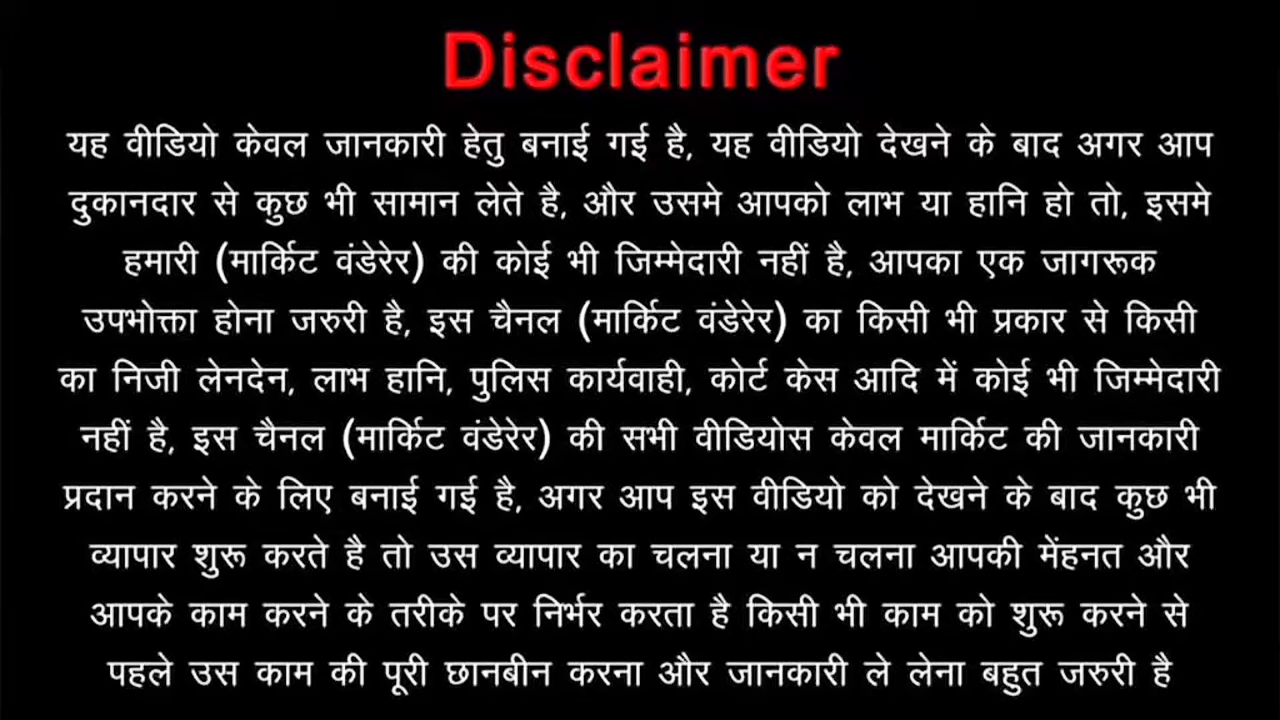 Disclaimer
यह वीडियो केवल जानकारी हेतु बनाई गई है, यह वीडियो देखने के बाद अगर आप
दुकानदार से कुछ भी सामान लेते है, और उसमे आपको लाभ या हानि हो तो, इसमे
हमारी (मार्किट वंडेरेर) की कोई भी जिम्मेदारी नहीं है, आपका एक जागरूक
उपभोक्ता होना जरुरी है, इस चैनल (मार्किट वंडेरेर) का किसी भी प्रकार से किसी
का निजी लेनदेन, लाभ हानि, पुलिस कार्यवाही, कोर्ट केस आदि में कोई भी जिम्मेदारी
नहीं है, इस चैनल (मार्किट वंडेरेर) की सभी वीडियोस केवल मार्किट की जानकारी
प्रदान करने के लिए बनाई गई है, अगर आप इस वीडियो को देखने के बाद कुछ भी
व्यापार शुरू करते है तो उस व्यापार का चलना या न चलना आपकी मेंहनत और
आपके काम करने के तरीके पर निर्भर करता है किसी भी काम को शुरू करने से
पहले उस काम की पूरी छानबीन करना और जानकारी ले लेना बहुत जरुरी है